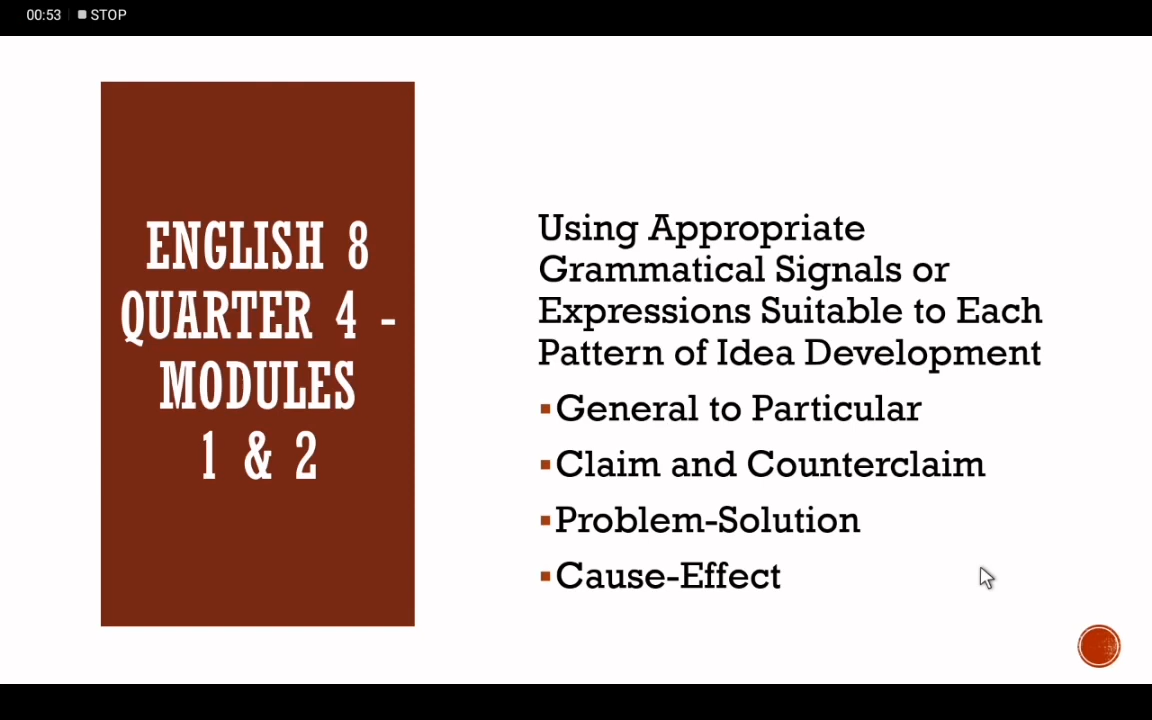 00:53 STOP
ENGLISH 8
QUARTER 4 -
MODULES
1 & 2
Using Appropriate
Grammatical Signals or
Expressions Suitable to Each
Pattern of Idea Development
▪General to Particular
▪Claim and Counterclaim
▪Problem-Solution
▪Cause-Effect